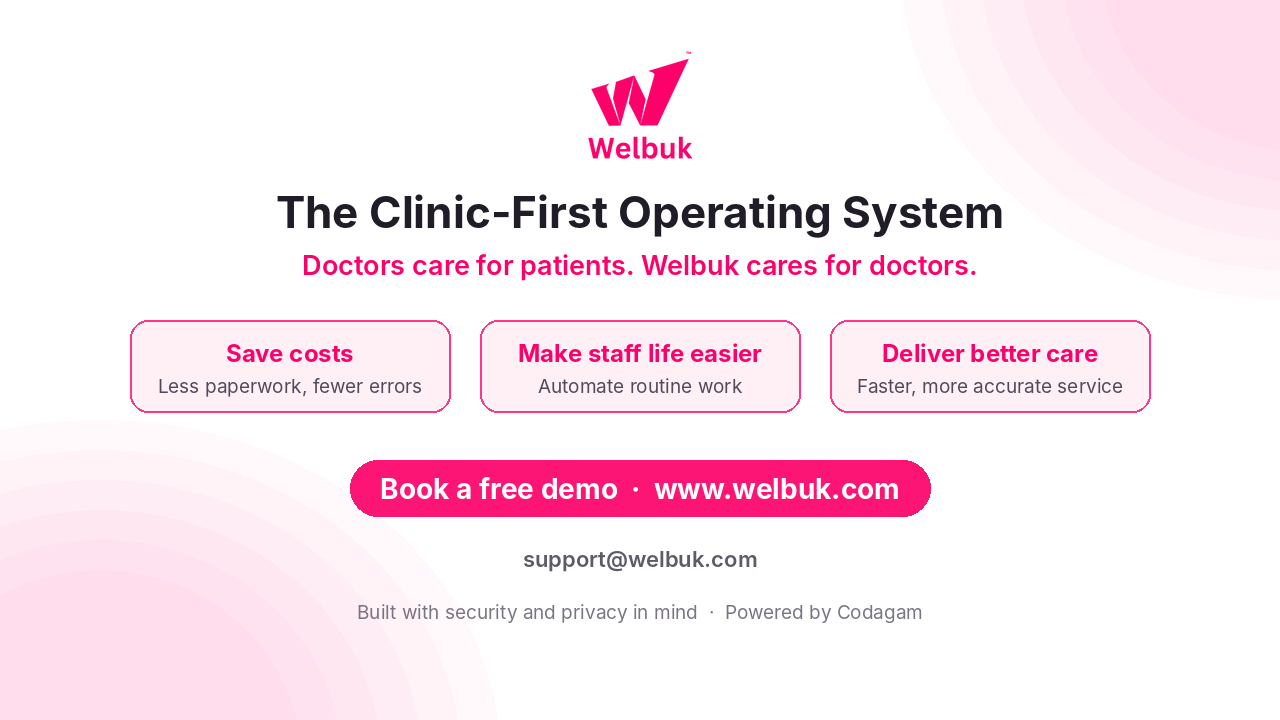 ™
Welbuk
The Clinic-First Operating System
Doctors care for patients. Welbuk cares for doctors.
Save costs
Less paperwork, fewer errors
Make staff life easier
Automate routine work
Deliver better care
Faster, more accurate service
Book a free demo · www.welbuk.com
support@welbuk.com
Built with security and privacy in mind · Powered by Codagam